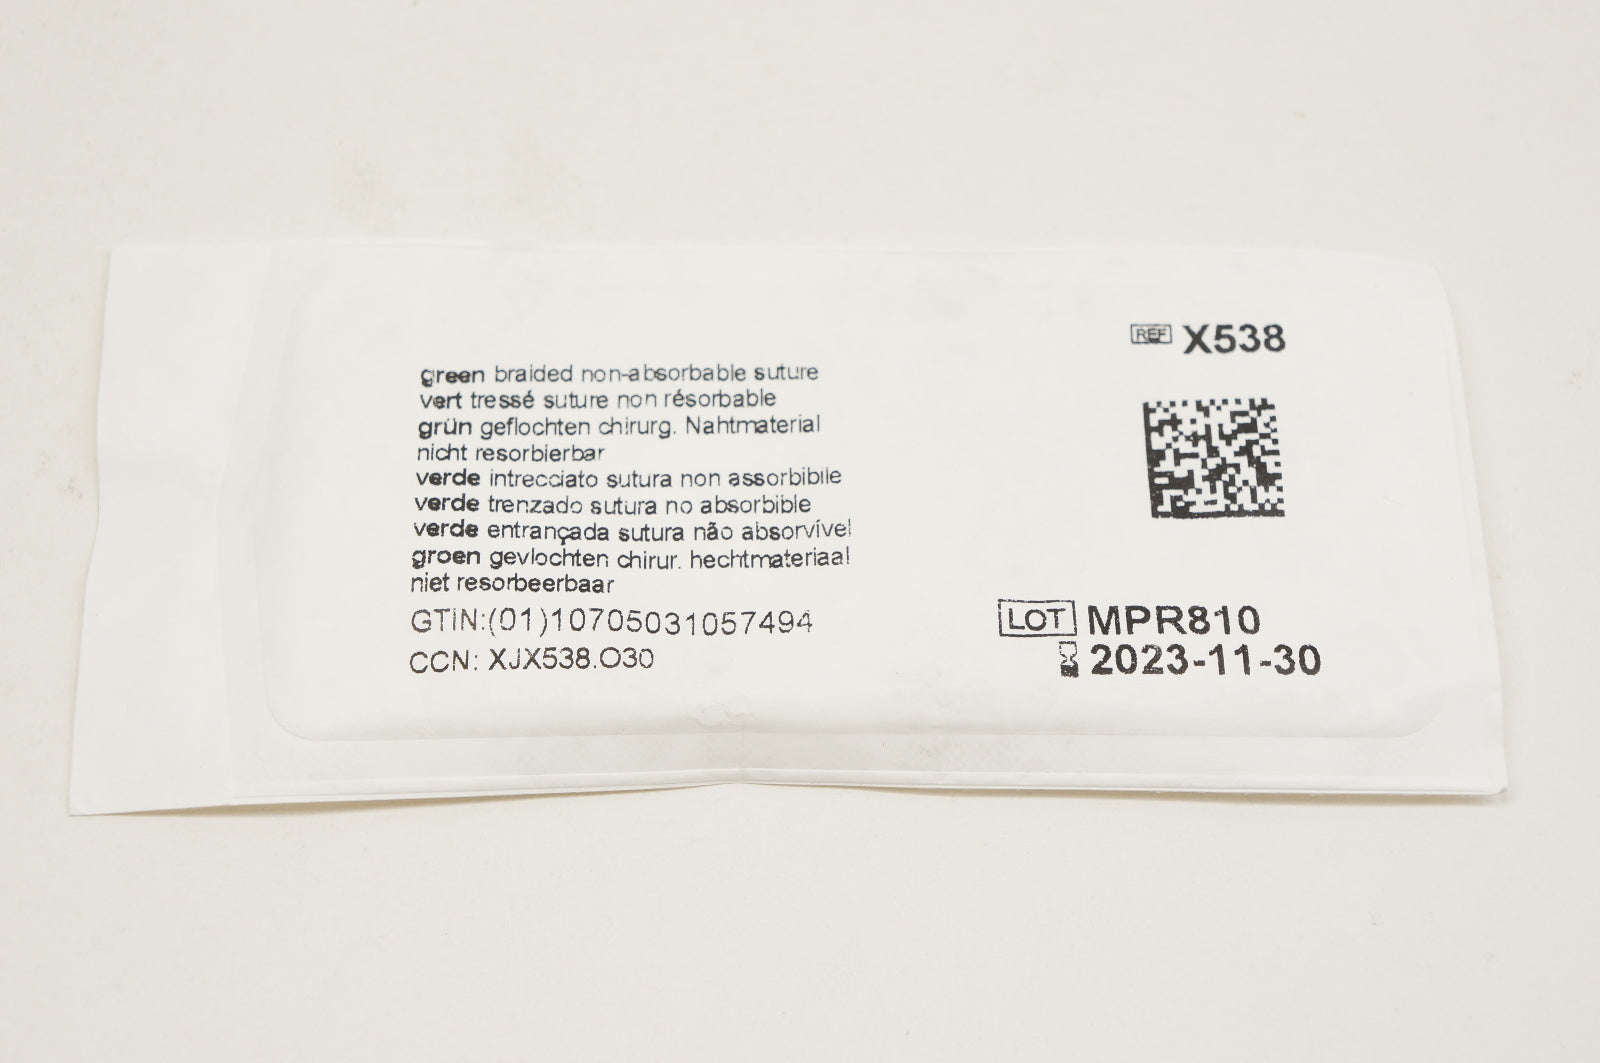 REF X538
green braided non-absorbable suture
vert tressé suture non résorbable
grün geflochten chirurg. Nahtmaterial
nicht resorbierbar
verde intrecciato sutura non assorbibile
verde trenzado sutura no absorbible
verde entrançada sutura não absorvível
groen gevlochten chirur. hechtmateriaal
niet resorbeerbaar
GTIN:(01)10705031057494
CCN: XJX538.O30
LOT MPR810
2023-11-30